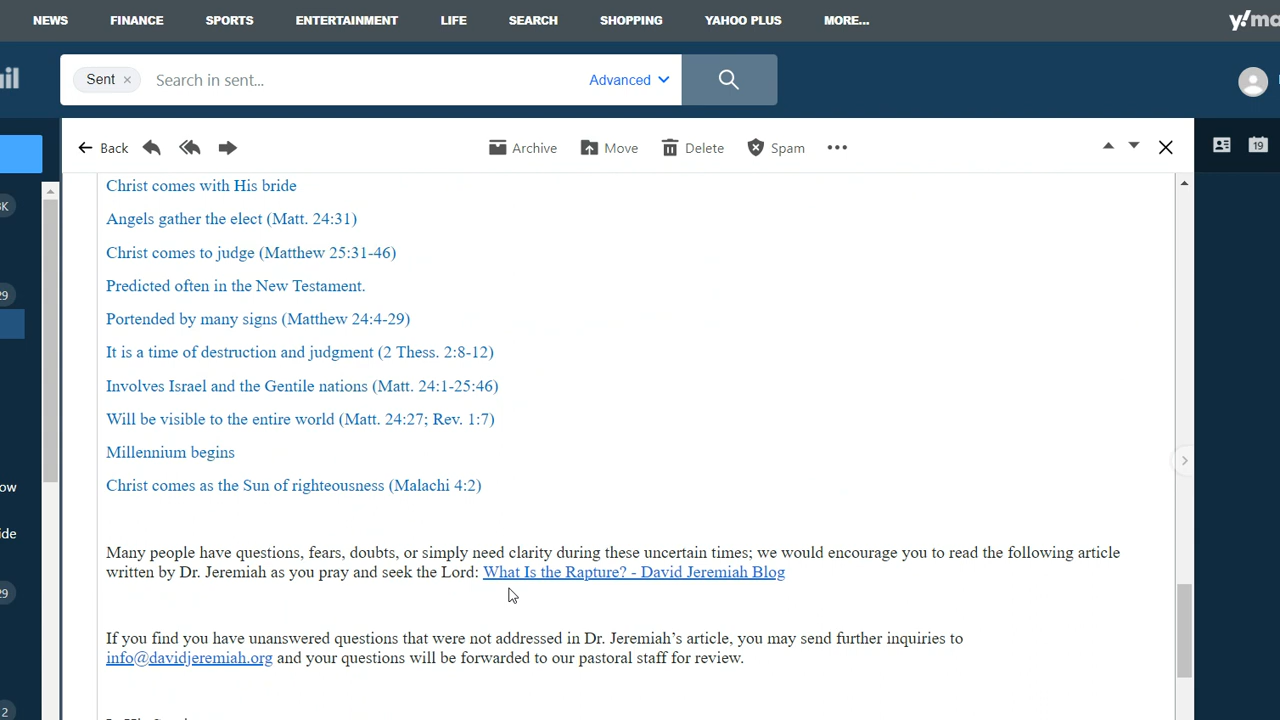 NEWS FINANCE SPORTS ENTERTAINMENT LIFE SEARCH SHOPPING YAHOO PLUS MORE...
Sent × Search in sent... Advanced
Back Archive Move Delete Spam 19
Christ comes with His bride
Angels gather the elect (Matt. 24:31)
Christ comes to judge (Matthew 25:31-46)
Predicted often in the New Testament.
Portended by many signs (Matthew 24:4-29)
It is a time of destruction and judgment (2 Thess. 2:8-12)
Involves Israel and the Gentile nations (Matt. 24:1-25:46)
Will be visible to the entire world (Matt. 24:27; Rev. 1:7)
Millennium begins
Christ comes as the Sun of righteousness (Malachi 4:2)
Many people have questions, fears, doubts, or simply need clarity during these uncertain times; we would encourage you to read the following article
written by Dr. Jeremiah as you pray and seek the Lord: What Is the Rapture? - David Jeremiah Blog
If you find you have unanswered questions that were not addressed in Dr. Jeremiah's article, you may send further inquiries to
info@davidjeremiah.org and your questions will be forwarded to our pastoral staff for review.